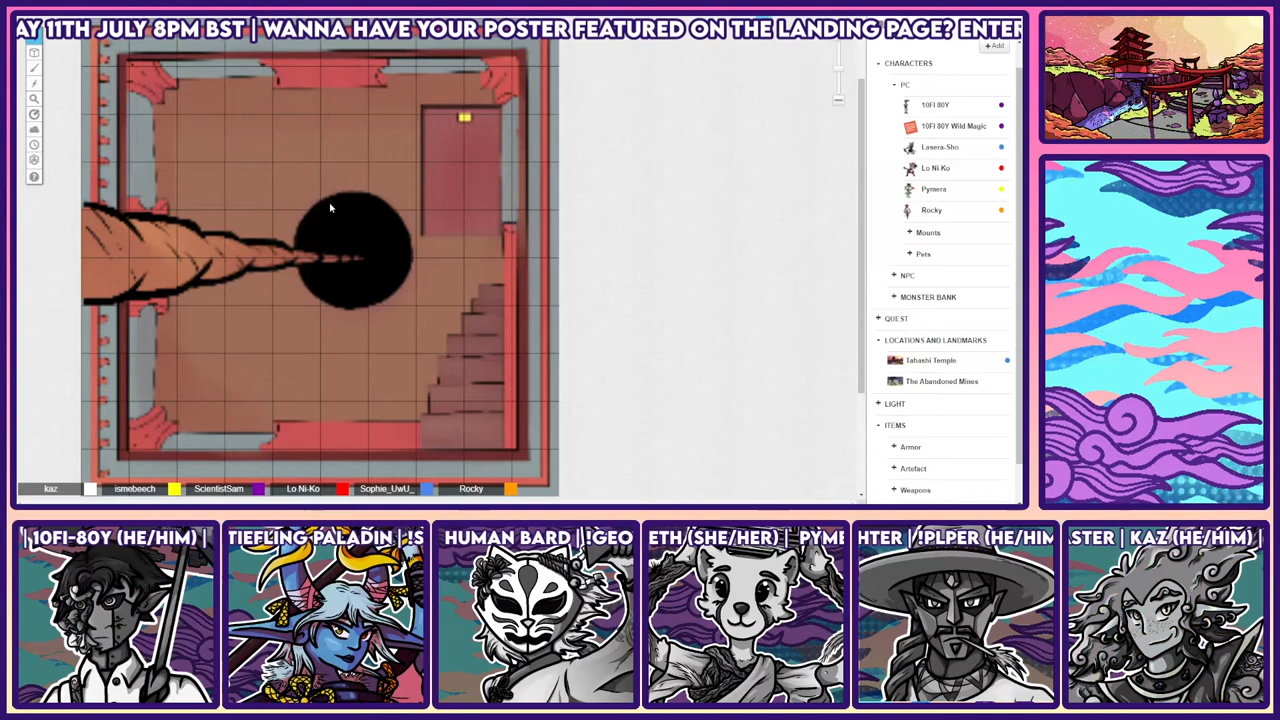 AY 11TH JULY 8PM BST | WANNA HAVE YOUR POSTER FEATURED ON THE LANDING PAGE? ENTER
+ Add
CHARACTERS
PC
10FI 80Y
10FI 80Y Wild Magic
Lasera-Sho
Lo Ni-Ko
Pymera
Rocky
Mounts
Pets
NPC
MONSTER BANK
QUEST
LOCATIONS AND LANDMARKS
Tahashi Temple
The Abandoned Mines
LIGHT
ITEMS
Armor
Artefact
Weapons
kaz ismebeech ScientistSam Lo Ni-Ko Sophie_UwU_ Rocky
| 10FI-80Y (HE/HIM) |
TIEFLING PALADIN | !S
HUMAN BARD | !GEO
ETH (SHE/HER) | PYME
HTER | !PLPER (HE/HIM
STER | KAZ (HE/HIM) |